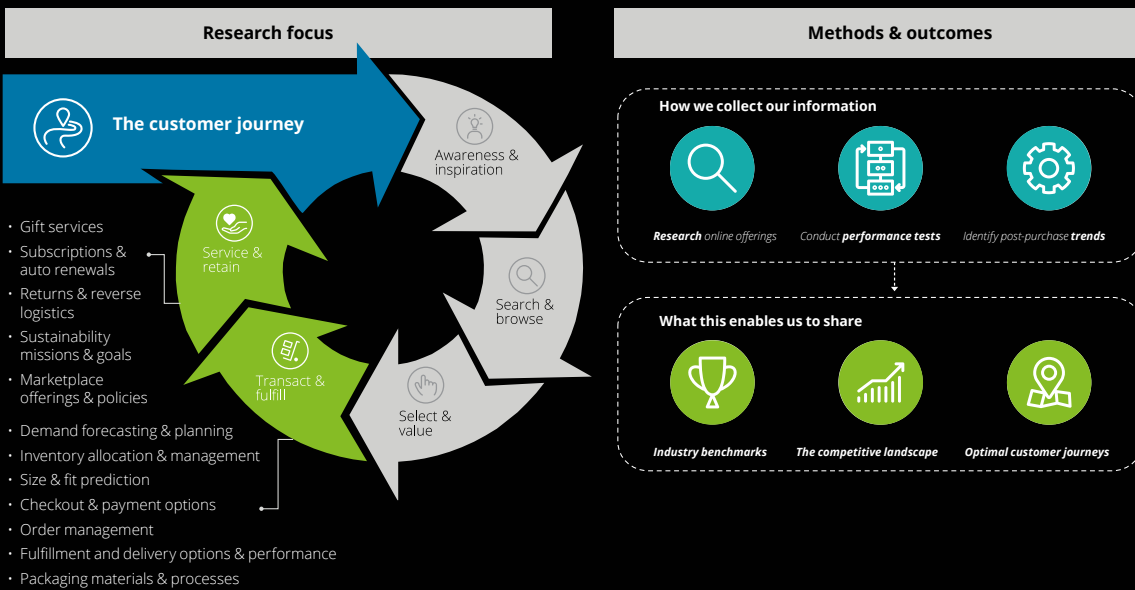 Research focus
The customer journey
Awareness &
inspiration
Search &
browse
Select &
value
Transact &
fulfill
Service &
retain
· Gift services
· Subscriptions &
auto renewals
· Returns & reverse
logistics
· Sustainability
missions & goals
· Marketplace
offerings & policies
· Demand forecasting & planning
· Inventory allocation & management
· Size & fit prediction
· Checkout & payment options
· Order management
· Fulfillment and delivery options & performance
· Packaging materials & processes
Methods & outcomes
How we collect our information
Research online offerings
Conduct performance tests
Identify post-purchase trends
What this enables us to share
Industry benchmarks
The competitive landscape
Optimal customer journeys